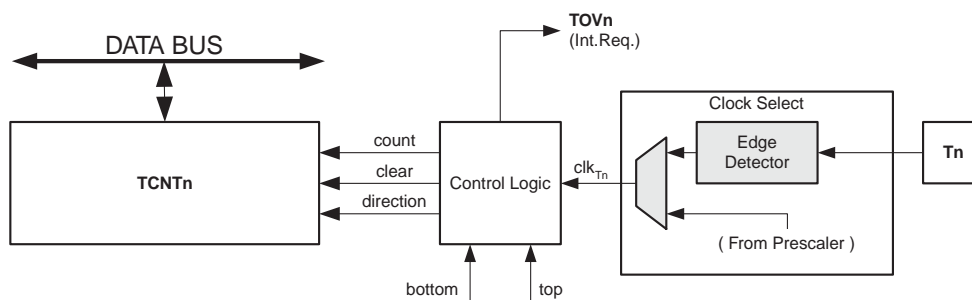 TOVn
(Int.Req.)
DATA BUS
Clock Select
count
Edge
Detector
Tn
TCNTn
clear
Control Logic
clkTn
direction
( From Prescaler )
bottom
top